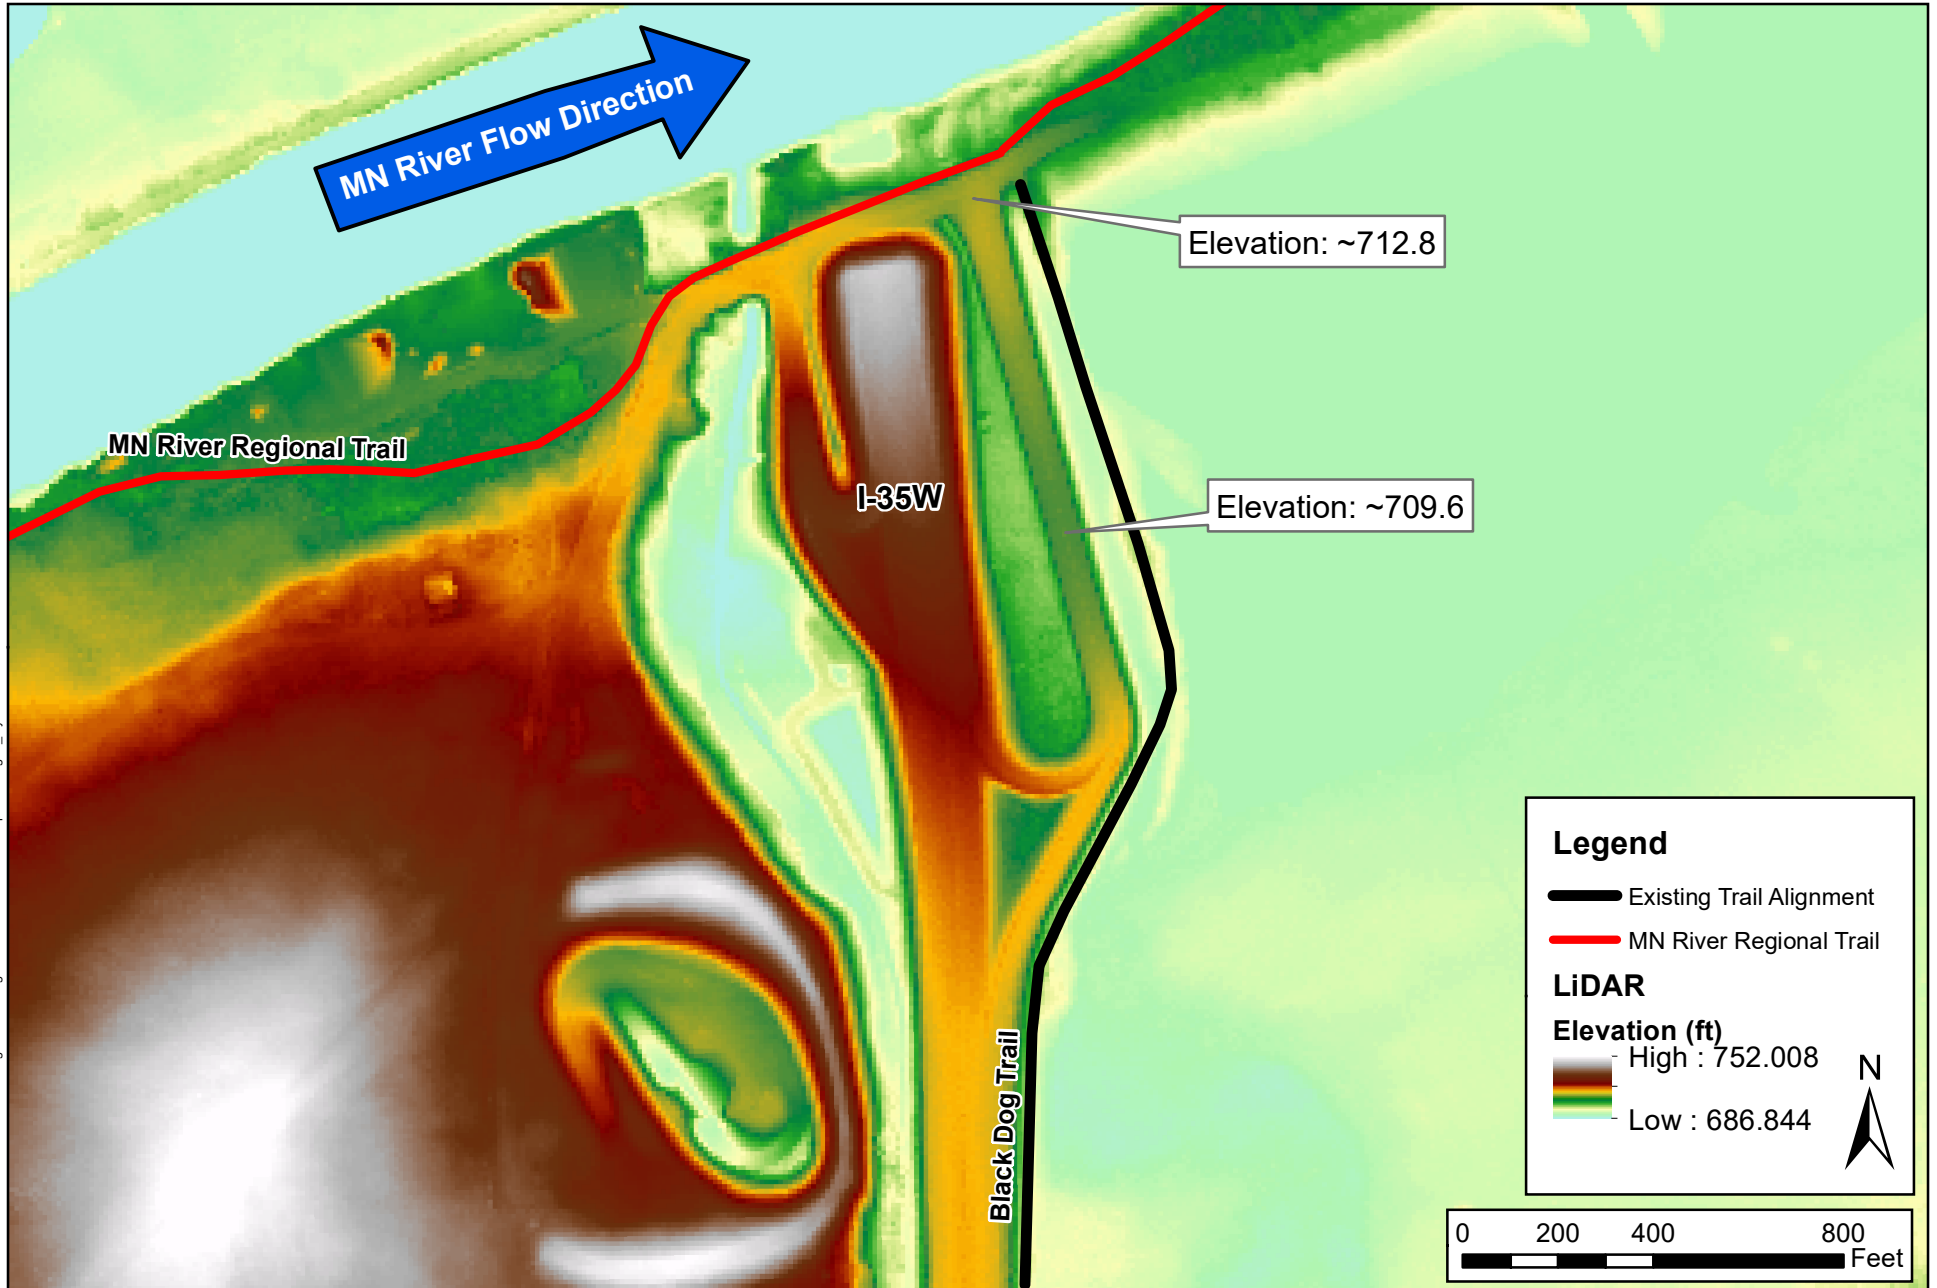 MN River Flow Direction
Elevation: ~712.8
MN River Regional Trail
I-35W
Elevation: ~709.6
Black Dog Trail
Legend
Existing Trail Alignment
MN River Regional Trail
LiDAR
Elevation (ft)
High : 752.008
Low : 686.844
N
0 200 400 800
Feet